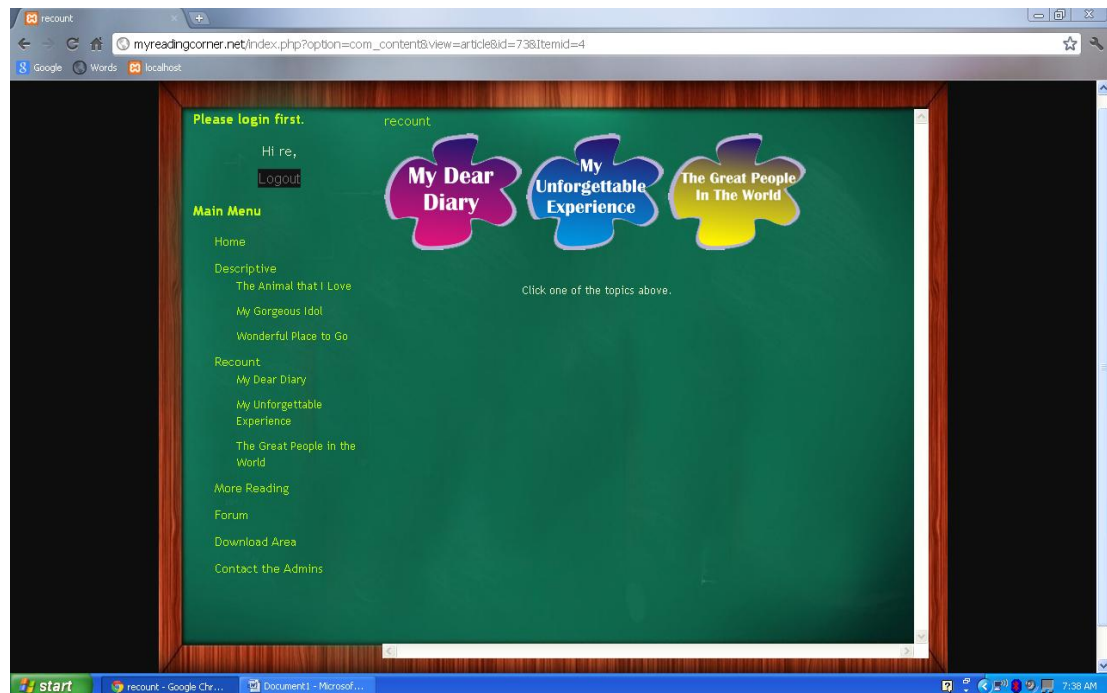 recount
myreadingcorner.net/index.php?option=com_content&view=article&id=73&Itemid=4
Google Words localhost
Please login first.
Hi re,
Logout
Main Menu
Home
Descriptive
The Animal that I Love
My Gorgeous Idol
Wonderful Place to Go
Recount
My Dear Diary
My Unforgettable
Experience
The Great People in the
World
More Reading
Forum
Download Area
Contact the Admins
recount
My Dear
Diary
My
Unforgettable
Experience
The Great People
In The World
Click one of the topics above.
start
recount - Google Chr...
Document1 - Microsof...
7:38 AM